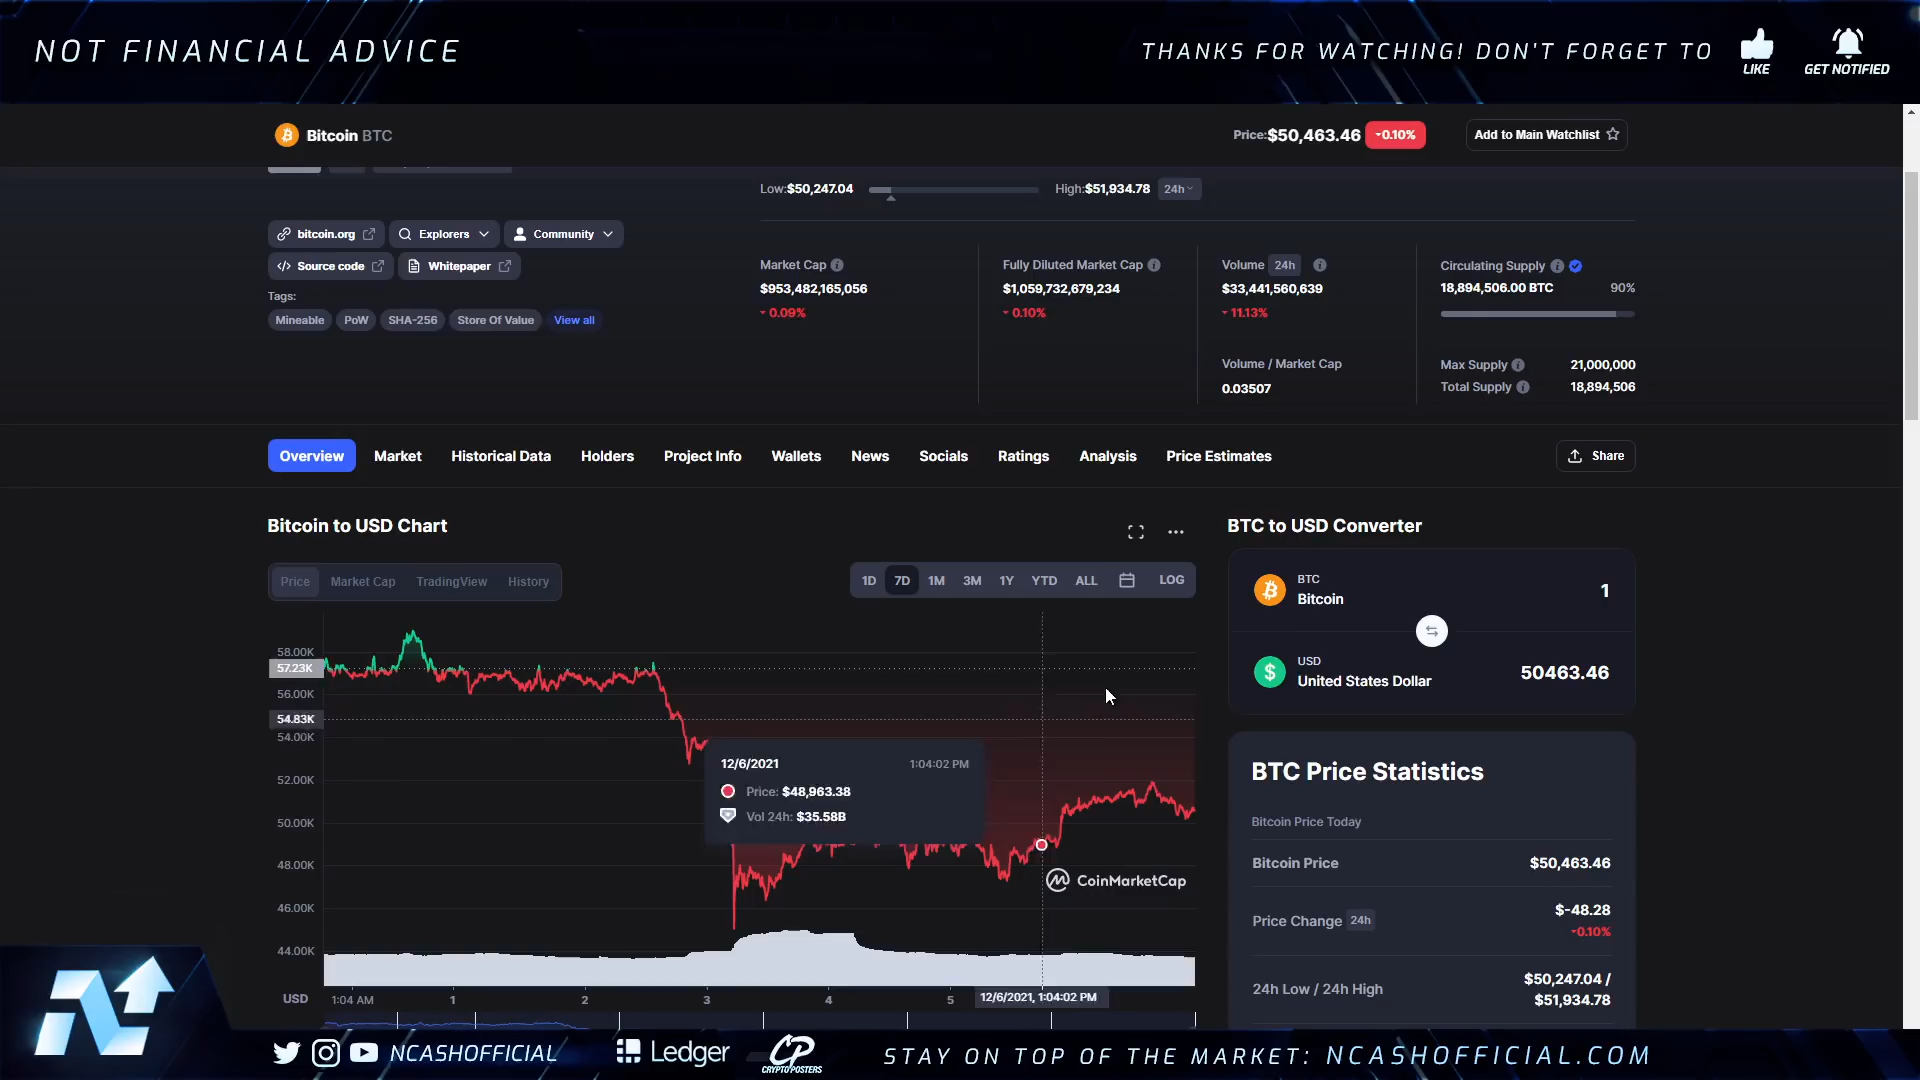 NOT FINANCIAL ADVICE
THANKS FOR WATCHING! DON'T FORGET TO
LIKE
GET NOTIFIED
Bitcoin BTC
Price:$50,463.46 0.10%
Add to Main Watchlist
Low:$50,247.04
High:$51,934.78
24h
bitcoin.org
Explorers
Community
Source code
Whitepaper
Tags:
Mineable
PoW
SHA-256
Store Of Value
View all
Market Cap
$953,482,165,056
0.09%
Fully Diluted Market Cap
$1,059,732,679,234
0.10%
Volume 24h
$33,441,560,639
11.13%
Volume / Market Cap
0.03507
Circulating Supply
18,894,506.00 BTC
90%
Max Supply 21,000,000
Total Supply 18,894,506
Overview
Market
Historical Data
Holders
Project Info
Wallets
News
Socials
Ratings
Analysis
Price Estimates
Share
Bitcoin to USD Chart
Price
Market Cap
TradingView
History
1D
7D
1M
3M
1Y
YTD
ALL
LOG
58.00K
57.23K
56.00K
54.83K
54.00K
52.00K
50.00K
48.00K
46.00K
44.00K
12/6/2021 1:04:02 PM
Price: $48,963.38
Vol 24h: $35.58B
CoinMarketCap
USD
1:04 AM
1
2
3
4
5
12/6/2021, 1:04:02 PM
BTC to USD Converter
BTC
Bitcoin
1
USD
United States Dollar
50463.46
BTC Price Statistics
Bitcoin Price Today
Bitcoin Price $50,463.46
Price Change 24h
$-48.28
0.10%
24h Low / 24h High
$50,247.04 /
$51,934.78
NCASHOFFICIAL
Ledger
CP
CRYPTOPOSTERS
STAY ON TOP OF THE MARKET: NCASHOFFICIAL.COM